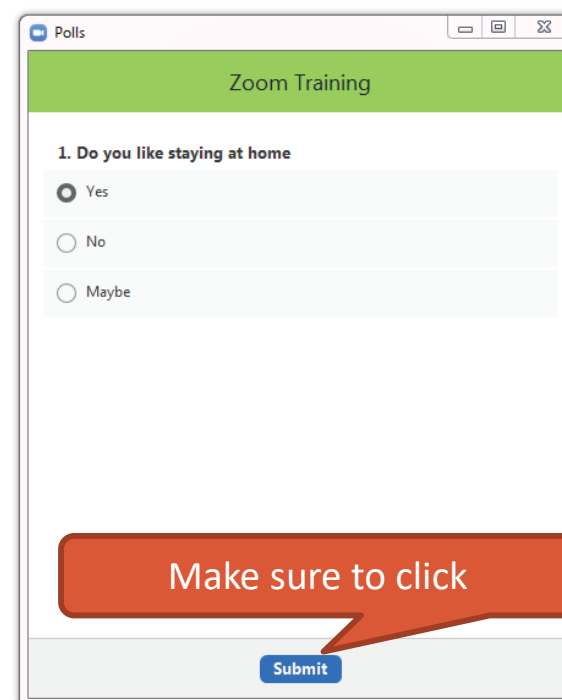 Polls
Zoom Training
1. Do you like staying at home
Yes
No
Maybe
Make sure to click
Submit